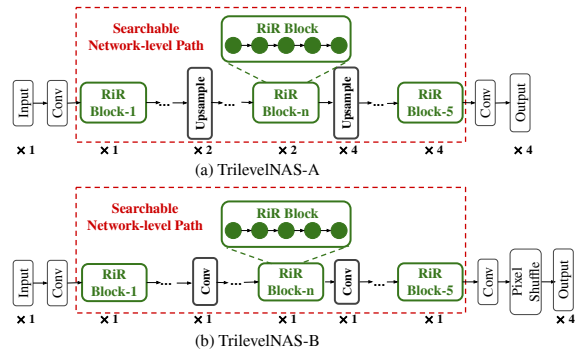 Searchable
Network-level Path
RiR Block
Input
Conv
RiR
Block-1
...
Upsample
...
RiR
Block-n
Upsample
...
RiR
Block-5
Conv
Output
×1 ×1 ×2 ×2 ×4 ×4 ×4
(a) TrilevelNAS-A
Searchable
Network-level Path
RiR Block
Input
Conv
RiR
Block-1
...
Conv
...
RiR
Block-n
Conv
...
RiR
Block-5
Conv
Pixel
Shuffle
Output
×1 ×1 ×1 ×1 ×1 ×1 ×4
(b) TrilevelNAS-B